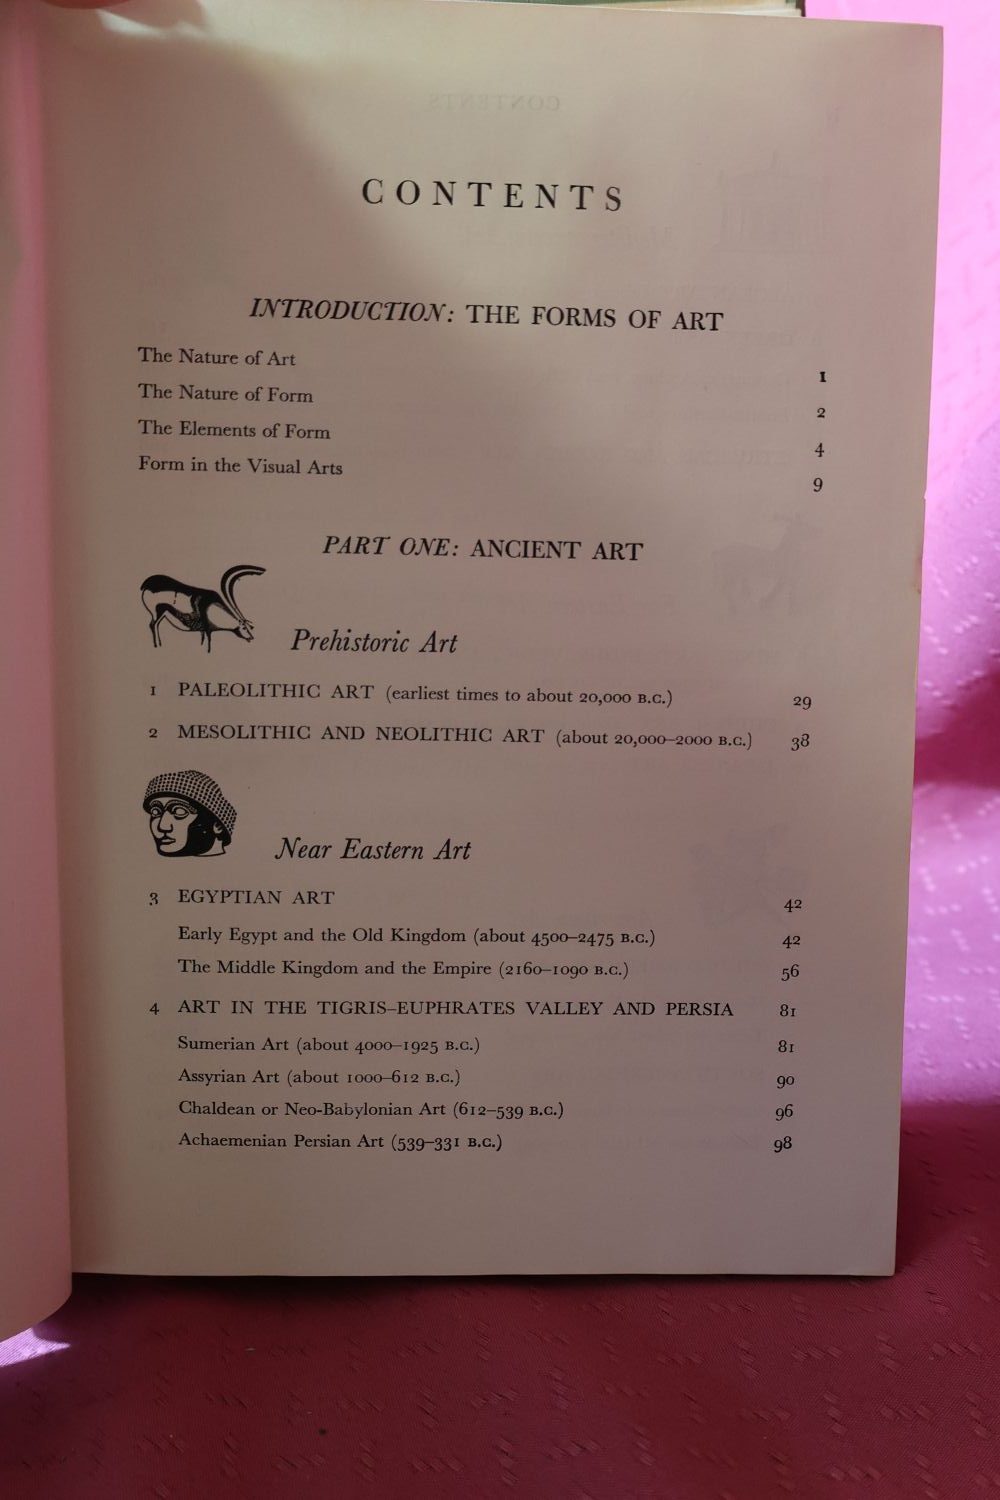 CONTENTS
INTRODUCTION: THE FORMS OF ART
The Nature of Art 1
The Nature of Form 2
The Elements of Form 4
Form in the Visual Arts 9
PART ONE: ANCIENT ART
Prehistoric Art
1 PALEOLITHIC ART (earliest times to about 20,000 B.C.) 29
2 MESOLITHIC AND NEOLITHIC ART (about 20,000–2000 B.C.) 38
Near Eastern Art
3 EGYPTIAN ART 42
Early Egypt and the Old Kingdom (about 4500–2475 B.C.) 42
The Middle Kingdom and the Empire (2160–1090 B.C.) 56
4 ART IN THE TIGRIS–EUPHRATES VALLEY AND PERSIA 81
Sumerian Art (about 4000–1925 B.C.) 81
Assyrian Art (about 1000–612 B.C.) 90
Chaldean or Neo-Babylonian Art (612–539 B.C.) 96
Achaemenian Persian Art (539–331 B.C.) 98